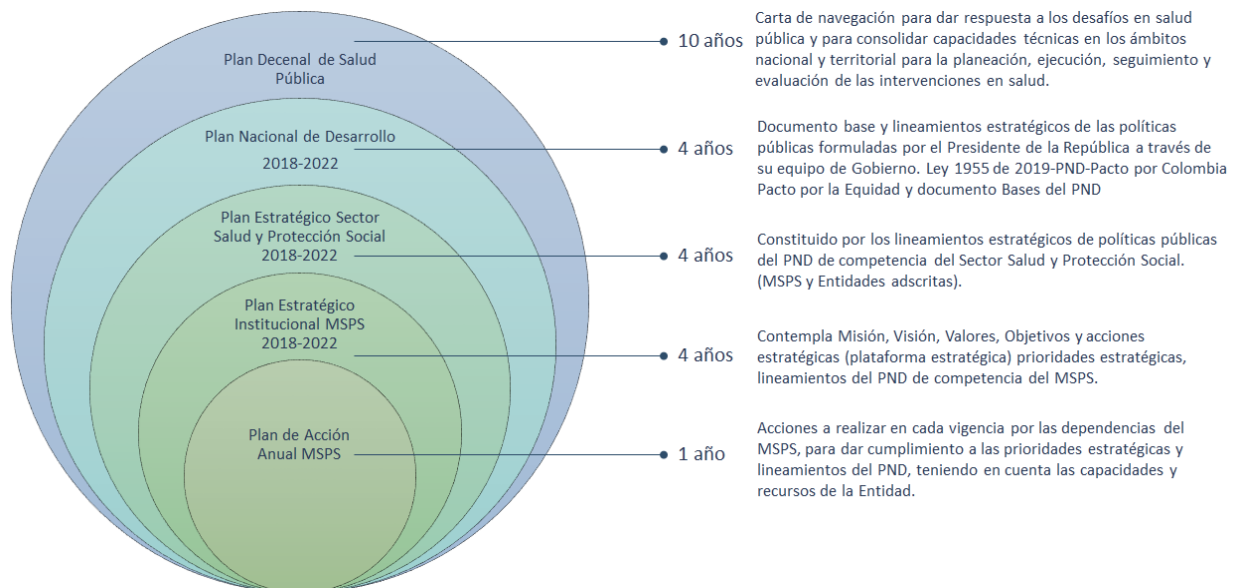 Plan Decenal de Salud
Pública
10 años
Carta de navegación para dar respuesta a los desafíos en salud
pública y para consolidar capacidades técnicas en los ámbitos
nacional y territorial para la planeación, ejecución, seguimiento y
evaluación de las intervenciones en salud.
Plan Nacional de Desarrollo
2018-2022
4 años
Documento base y lineamientos estratégicos de las políticas
públicas formuladas por el Presidente de la República a través de
su equipo de Gobierno. Ley 1955 de 2019-PND-Pacto por Colombia
Pacto por la Equidad y documento Bases del PND
Plan Estratégico Sector
Salud y Protección Social
2018-2022
4 años
Constituido por los lineamientos estratégicos de políticas públicas
del PND de competencia del Sector Salud y Protección Social.
(MSPS y Entidades adscritas).
Plan Estratégico
Institucional MSPS
2018-2022
4 años
Contempla Misión, Visión, Valores, Objetivos y acciones
estratégicas (plataforma estratégica) prioridades estratégicas,
lineamientos del PND de competencia del MSPS.
Plan de Acción
Anual MSPS
1 año
Acciones a realizar en cada vigencia por las dependencias del
MSPS, para dar cumplimiento a las prioridades estratégicas y
lineamientos del PND, teniendo en cuenta las capacidades y
recursos de la Entidad.